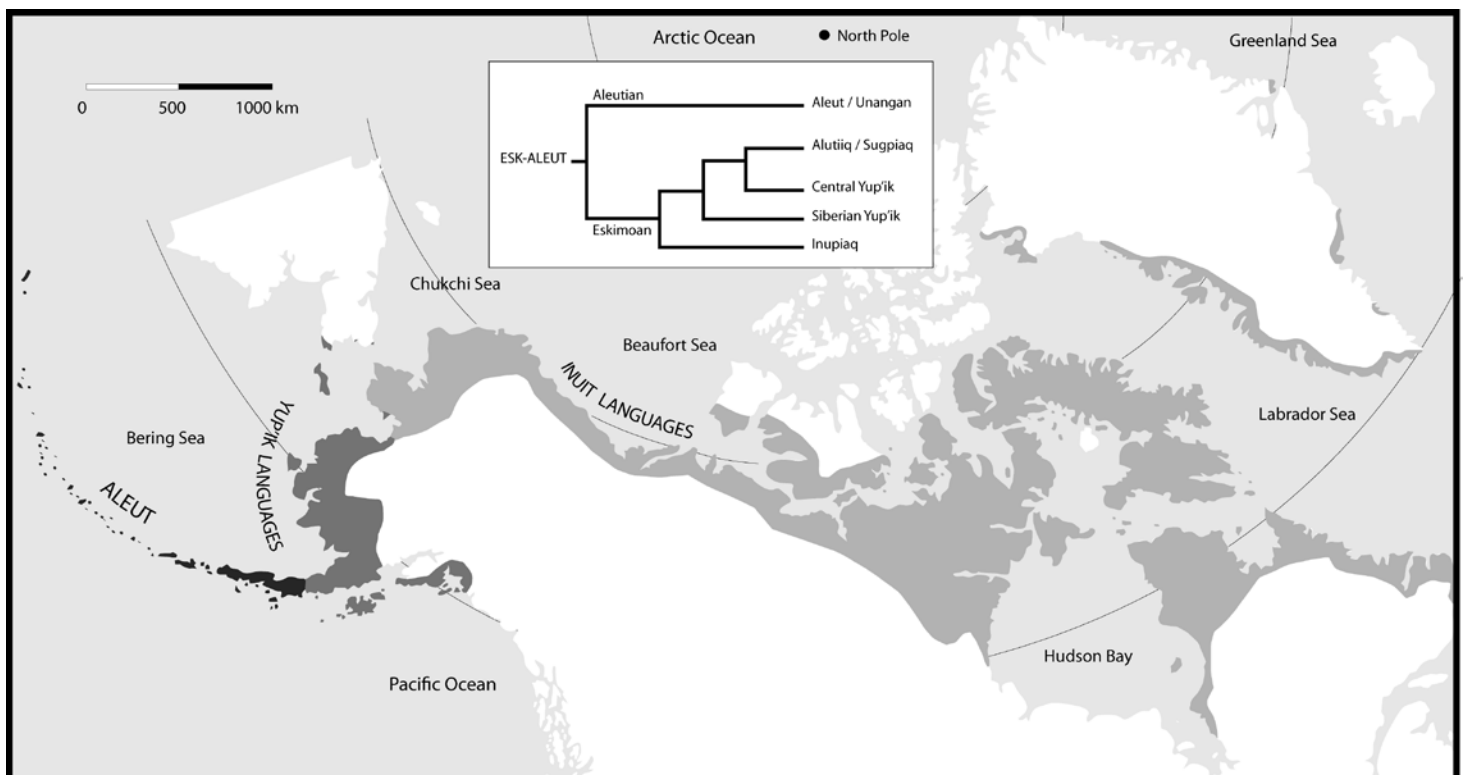 Arctic Ocean
North Pole
Greenland Sea
0 500 1000 km
Aleutian
Aleut / Unangan
Alutiiq / Sugpiaq
ESK-ALEUT
Central Yup'ik
Siberian Yup'ik
Eskimoan
Inupiaq
Chukchi Sea
Beaufort Sea
INUIT LANGUAGES
Labrador Sea
Bering Sea
YUP'IK LANGUAGES
ALEUT
Hudson Bay
Pacific Ocean